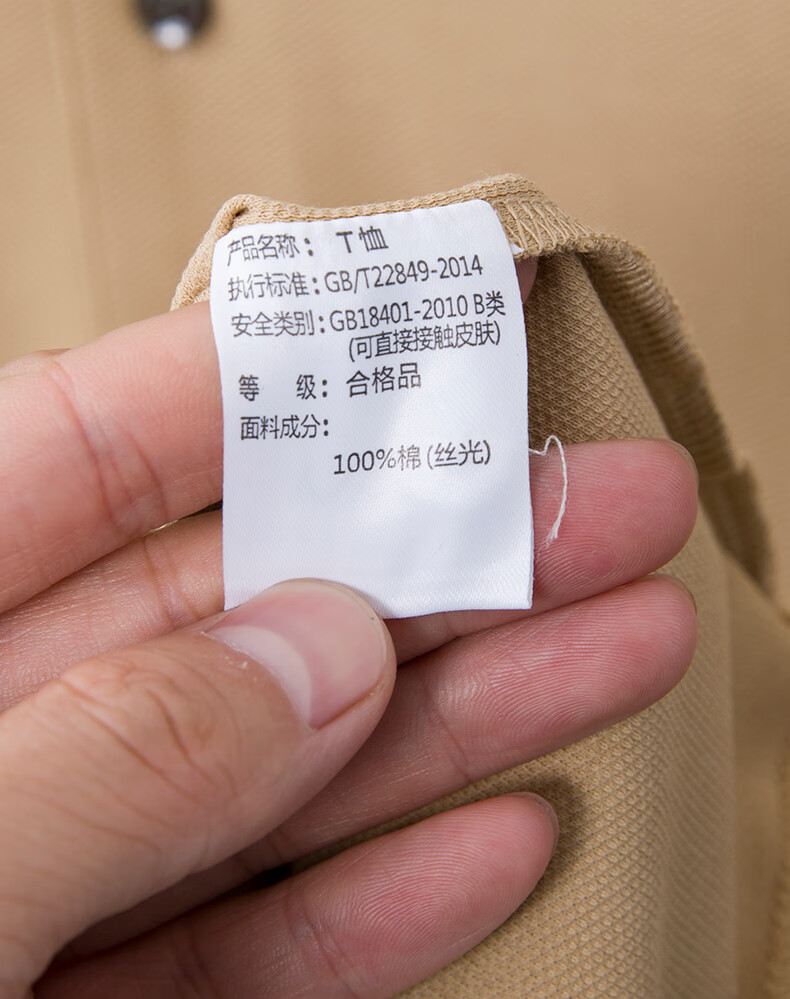 产品名称： T恤
执行标准：GB/T22849-2014
安全类别：GB18401-2010 B类
(可直接接触皮肤)
等 级：合格品
面料成分：
100%棉(丝光)